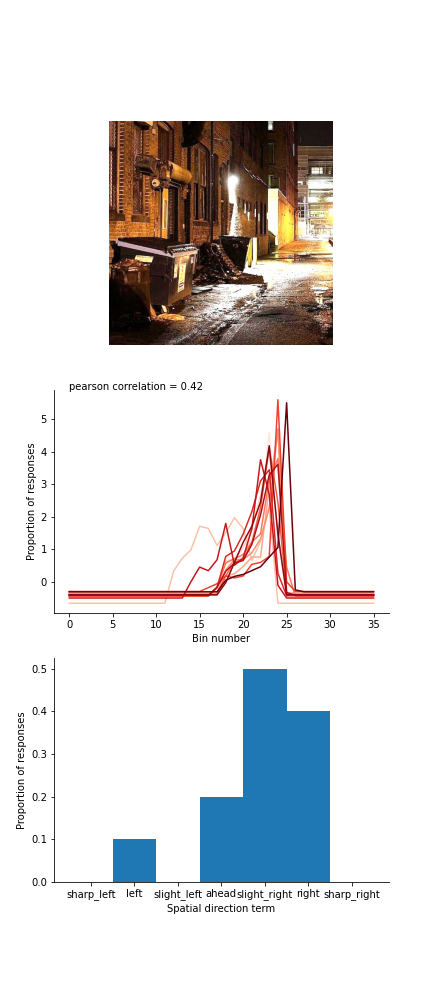 pearson correlation = 0.42
Proportion of responses
5
4
3
2
1
0
0 5 10 15 20 25 30 35
Bin number
Proportion of responses
0.5
0.4
0.3
0.2
0.1
0.0
sharp_left left slight_left ahead slight_right right sharp_right
Spatial direction term